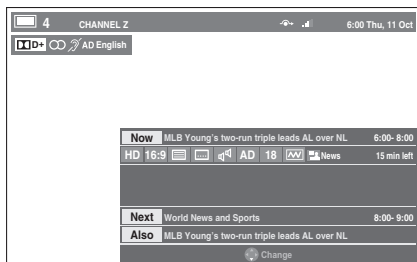 4 CHANNEL Z 6:00 Thu, 11 Oct
D+ AD English
Now MLB Young's two-run triple leads AL over NL 6:00- 8:00
HD 16:9 AD 18 News 15 min left
Next World News and Sports 8:00- 9:00
Also MLB Young's two-run triple leads AL over NL
Change